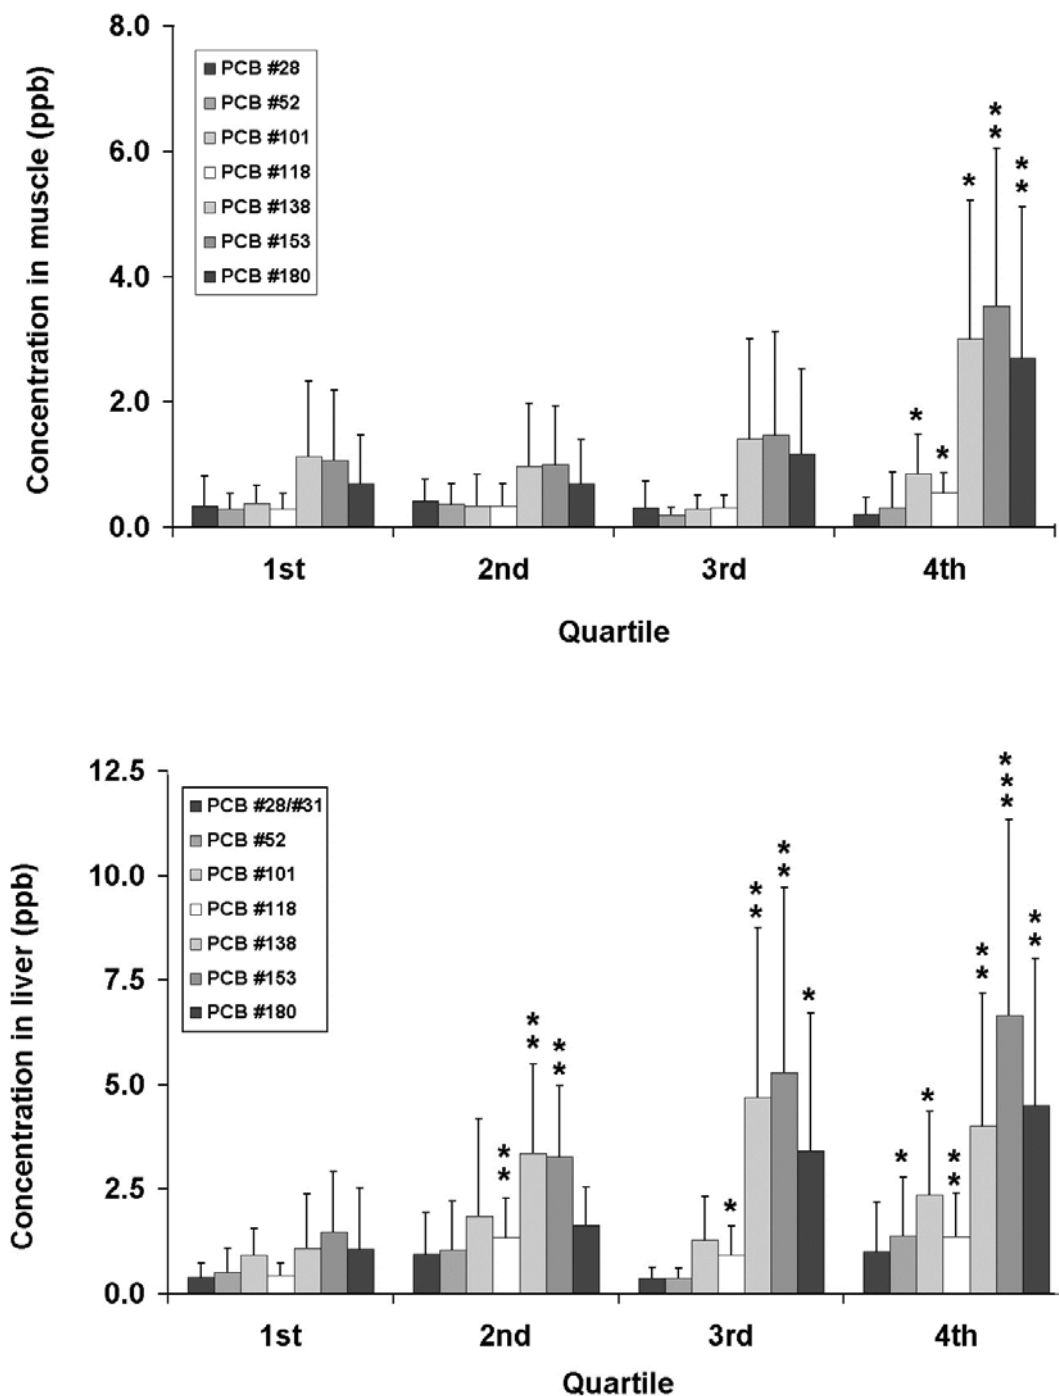 Concentration in muscle (ppb)
8.0
6.0
4.0
2.0
0.0
PCB #28
PCB #52
PCB #101
PCB #118
PCB #138
PCB #153
PCB #180
* * * ** **
1st 2nd 3rd 4th
Quartile
Concentration in liver (ppb)
12.5
10.0
7.5
5.0
2.5
0.0
PCB #28/#31
PCB #52
PCB #101
PCB #118
PCB #138
PCB #153
PCB #180
** ** ** * ** ** * * * ** ** *** **
1st 2nd 3rd 4th
Quartile